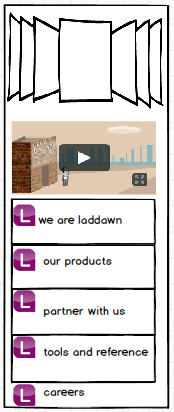 we are laddawn
our products
partner with us
tools and reference
careers